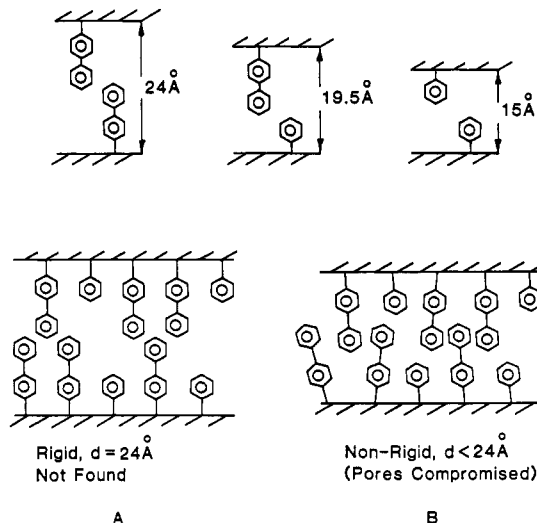 24Å
19.5Å
15Å
Rigid, d = 24Å
Not Found
Non-Rigid, d < 24Å
(Pores Compromised)
A
B